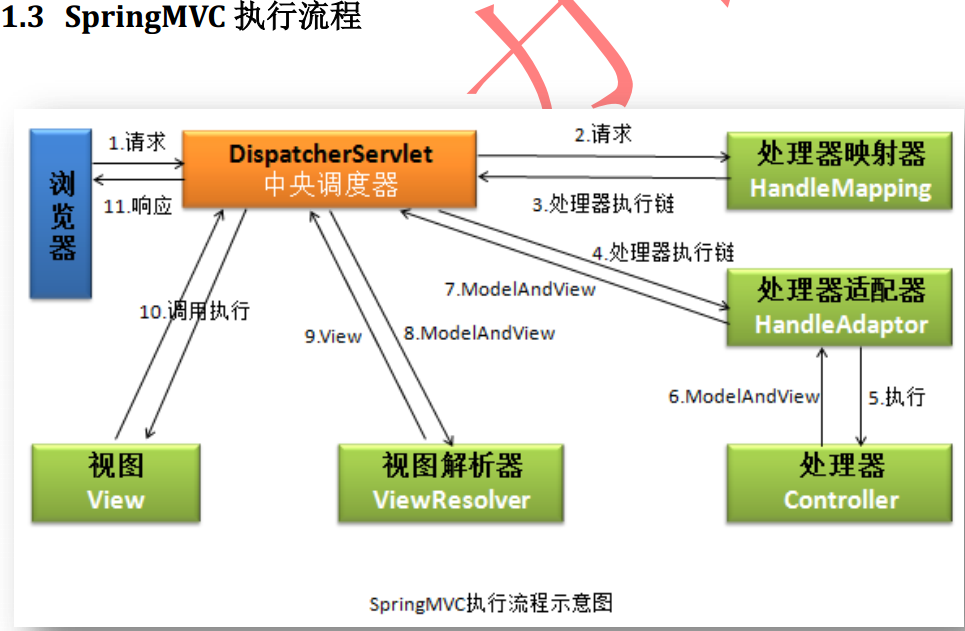 1.3 SpringMVC 执行流程
1.请求
DispatcherServlet
中央调度器
2.请求
处理器映射器
HandleMapping
浏览器
11.响应
3.处理器执行链
4.处理器执行链
7.ModelAndView
处理器适配器
HandleAdaptor
10.调用执行
9.View
8.ModelAndView
6.ModelAndView
5.执行
视图
View
视图解析器
ViewResolver
处理器
Controller
SpringMVC执行流程示意图